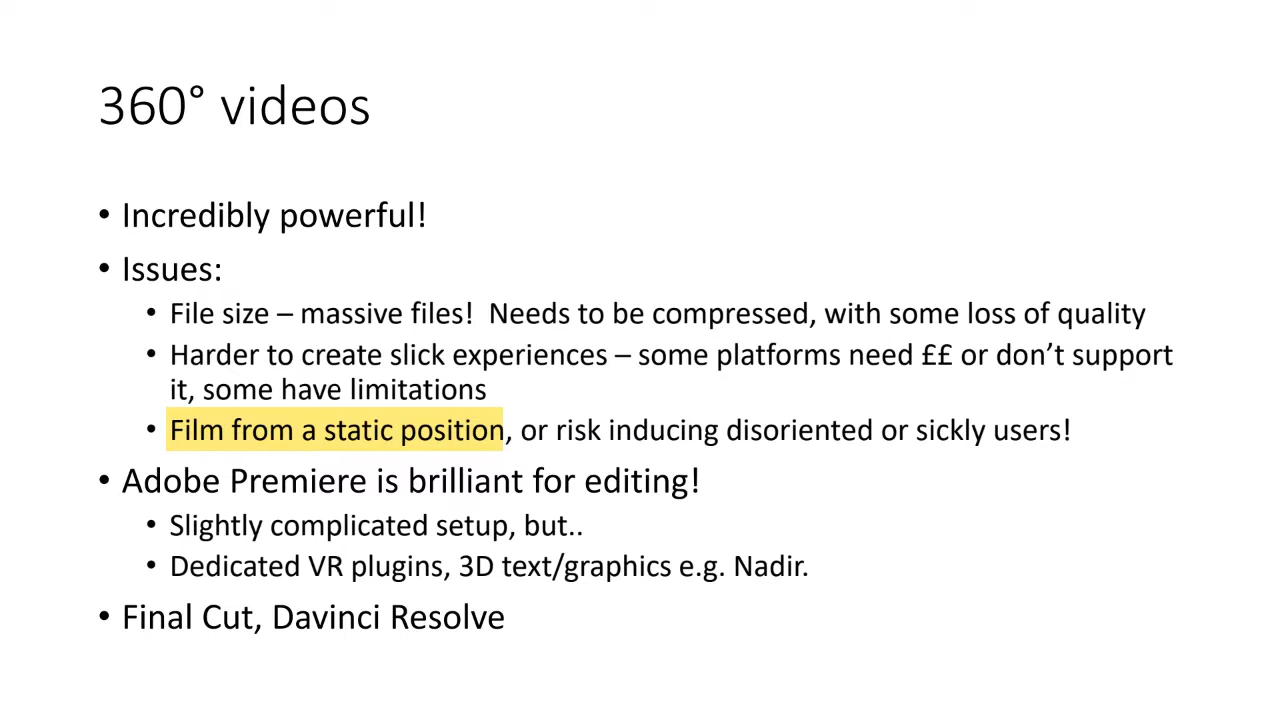 360° videos
• Incredibly powerful!
• Issues:
• File size – massive files!  Needs to be compressed, with some loss of quality
• Harder to create slick experiences – some platforms need ££ or don’t support
it, some have limitations
• Film from a static position, or risk inducing disoriented or sickly users!
• Adobe Premiere is brilliant for editing!
• Slightly complicated setup, but..
• Dedicated VR plugins, 3D text/graphics e.g. Nadir.
• Final Cut, Davinci Resolve